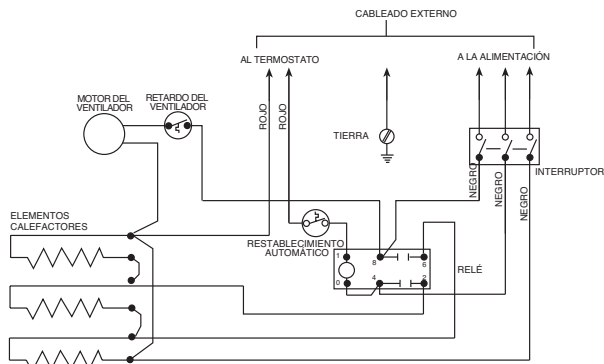 CABLEADO EXTERNO
AL TERMOSTATO
A LA ALIMENTACIÓN
MOTOR DEL
VENTILADOR
RETARDO DEL
VENTILADOR
ROJO
ROJO
TIERRA
NEGRO
NEGRO
NEGRO
INTERRUPTOR
ELEMENTOS
CALEFACTORES
RESTABLECIMIENTO
AUTOMÁTICO
1
8
6
RELÉ
0
4
2